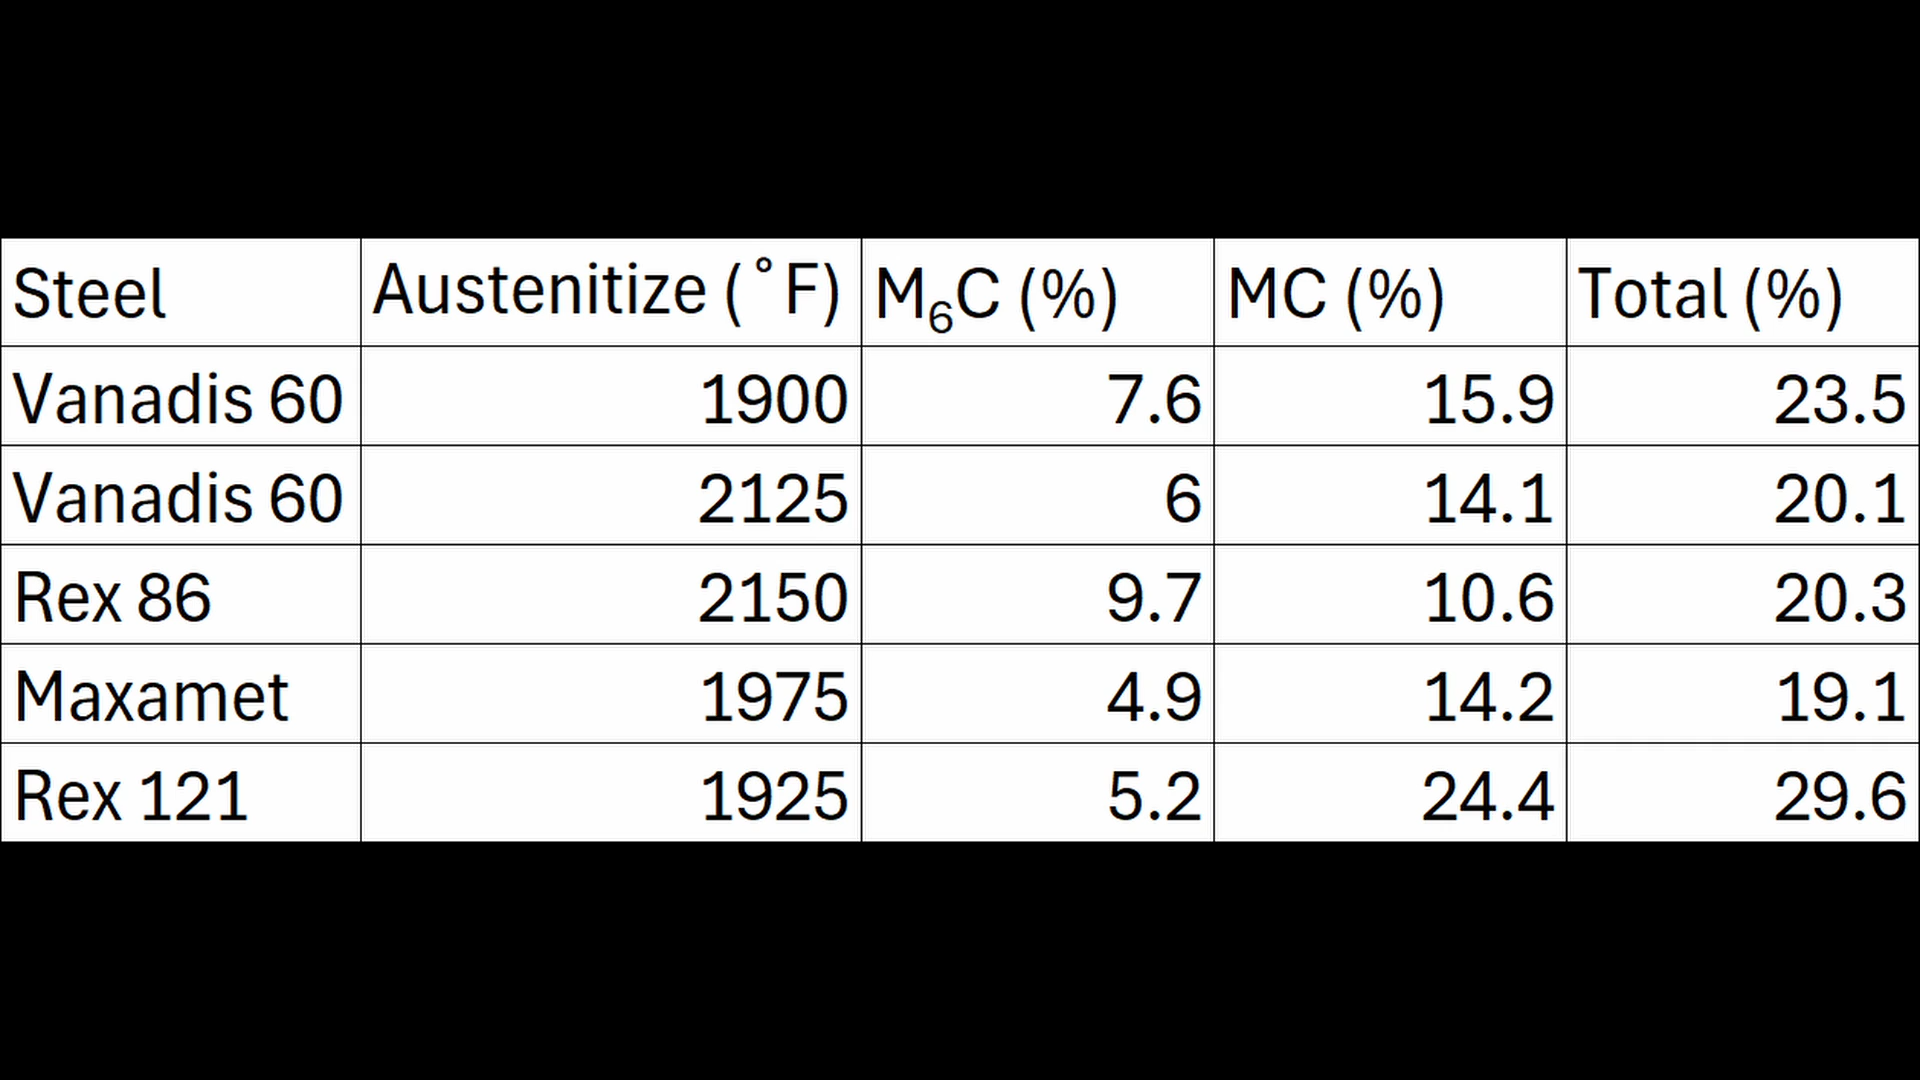 Steel Austenitize (˚F) M₆C (%) MC (%) Total (%)
Vanadis 60 1900 7.6 15.9 23.5
Vanadis 60 2125 6 14.1 20.1
Rex 86 2150 9.7 10.6 20.3
Maxamet 1975 4.9 14.2 19.1
Rex 121 1925 5.2 24.4 29.6